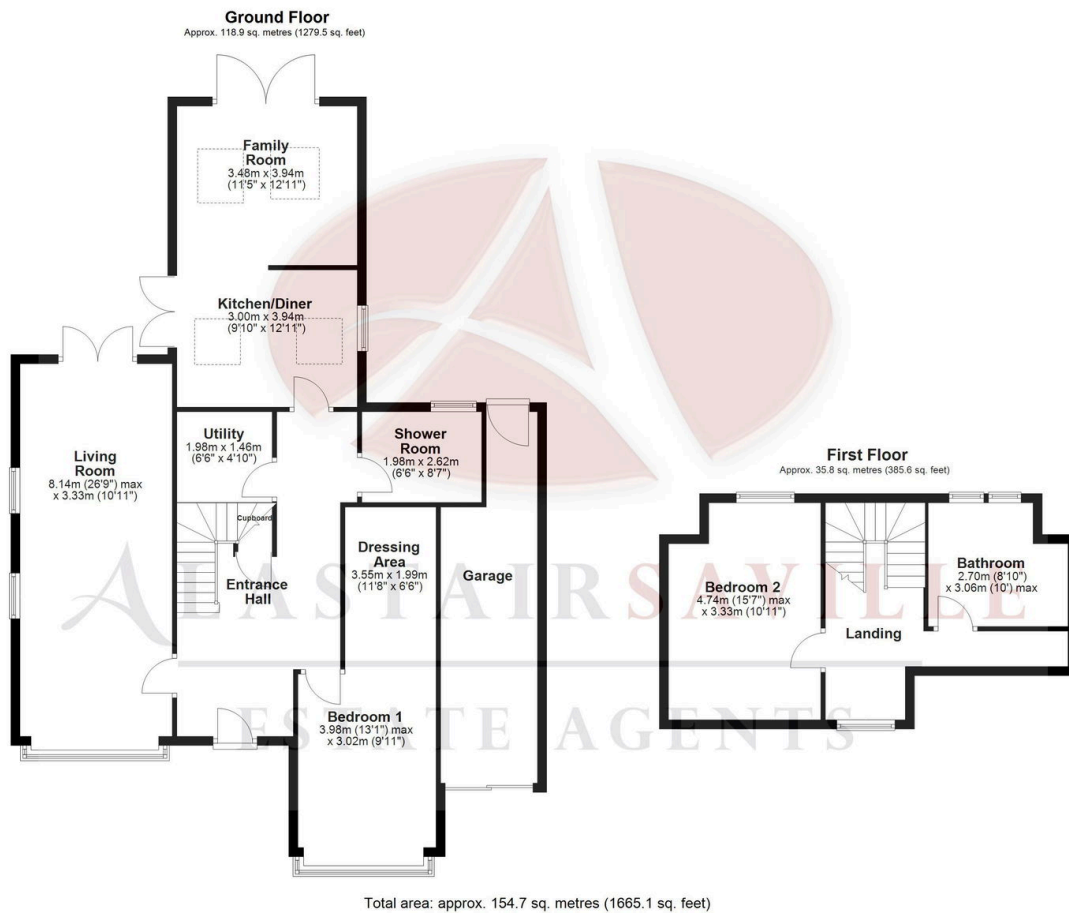 Ground Floor
Approx. 118.9 sq. metres (1279.5 sq. feet)
Family
Room
3.48m x 3.94m
(11'5" x 12'11")
Kitchen/Diner
3.00m x 3.94m
(9'10" x 12'11")
Utility
1.98m x 1.46m
(6'6" x 4'10")
Shower
Room
1.98m x 2.62m
(6'6" x 8'7")
Living
Room
8.14m (26'9") max
x 3.33m (10'11")
Cupboard
Entrance
Hall
Dressing
Area
3.55m x 1.99m
(11'8" x 6'6")
Garage
Bedroom 1
3.98m (13'1") max
x 3.02m (9'11")
First Floor
Approx. 35.8 sq. metres (385.6 sq. feet)
Bedroom 2
4.74m (15'7") max
x 3.33m (10'11")
Landing
Bathroom
2.70m (8'10")
x 3.06m (10') max
ALASTAIR SAVILLE
ESTATE AGENTS
Total area: approx. 154.7 sq. metres (1665.1 sq. feet)